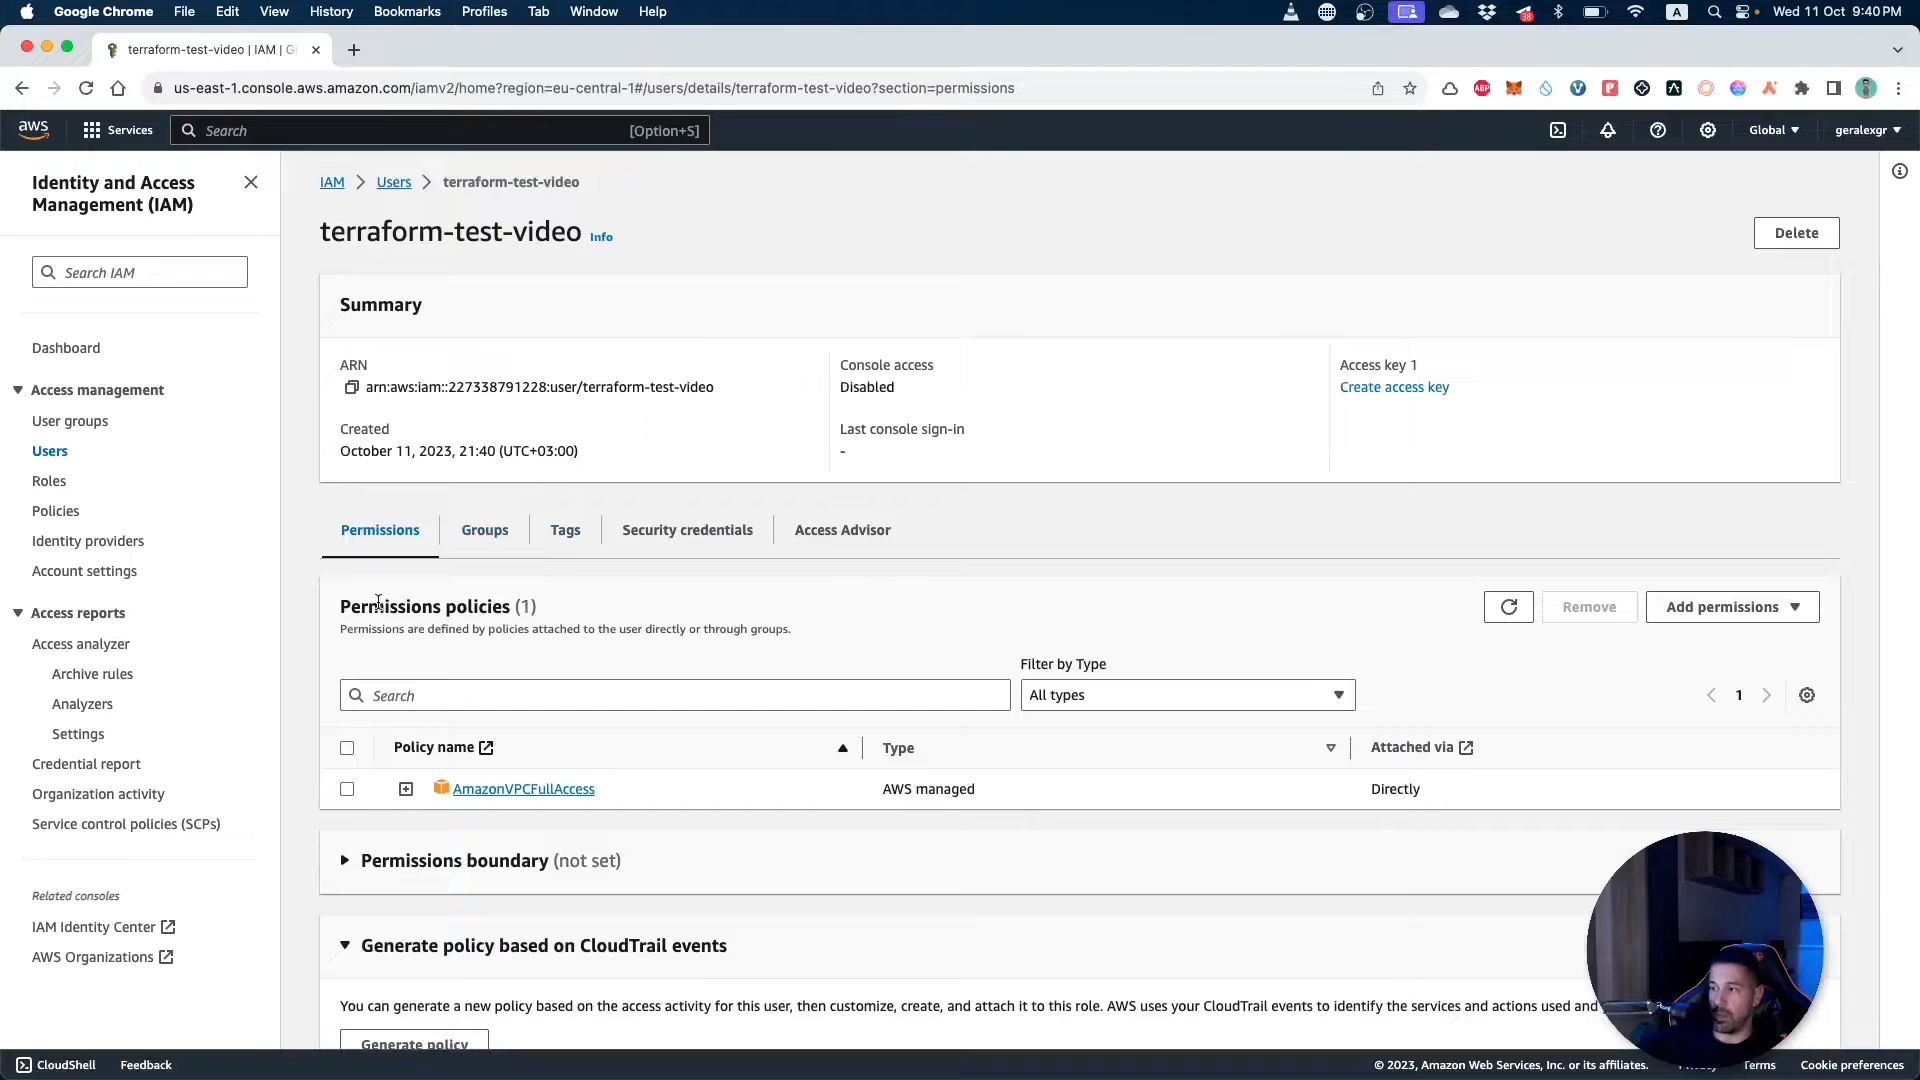 Google Chrome File Edit View History Bookmarks Profiles Tab Window Help
38 A Wed 11 Oct 9:40 PM
terraform-test-video | IAM | Gl
us-east-1.console.aws.amazon.com/iamv2/home?region=eu-central-1#/users/details/terraform-test-video?section=permissions
ABP
aws Services Search [Option+S] Global geralexgr
Identity and Access
Management (IAM)
Search IAM
Dashboard
Access management
User groups
Users
Roles
Policies
Identity providers
Account settings
Access reports
Access analyzer
Archive rules
Analyzers
Settings
Credential report
Organization activity
Service control policies (SCPs)
Related consoles
IAM Identity Center
AWS Organizations
IAM > Users > terraform-test-video
terraform-test-video Info
Delete
Summary
ARN
arn:aws:iam::227338791228:user/terraform-test-video
Created
October 11, 2023, 21:40 (UTC+03:00)
Console access
Disabled
Last console sign-in
-
Access key 1
Create access key
Permissions Groups Tags Security credentials Access Advisor
Permissions policies (1)
Permissions are defined by policies attached to the user directly or through groups.
Remove
Add permissions
Search
Filter by Type
All types
1
Policy name Type Attached via
AmazonVPCFullAccess AWS managed Directly
Permissions boundary (not set)
Generate policy based on CloudTrail events
You can generate a new policy based on the access activity for this user, then customize, create, and attach it to this role. AWS uses your CloudTrail events to identify the services and actions used and
Generate policy
CloudShell Feedback
© 2023, Amazon Web Services, Inc. or its affiliates. Terms Cookie preferences